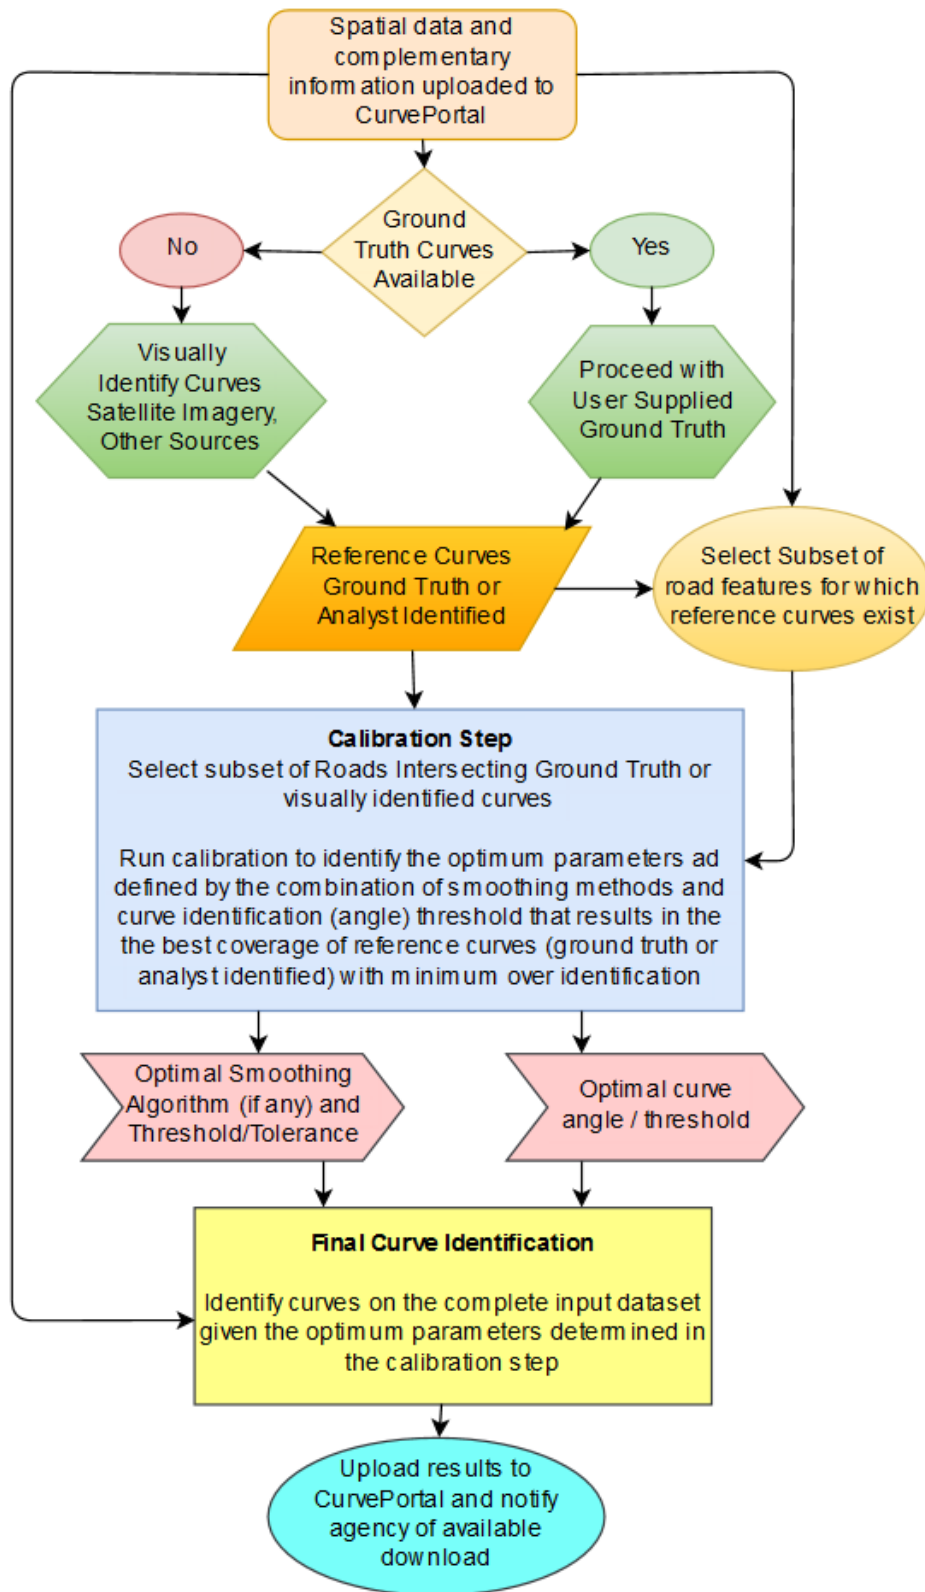 Spatial data and
complementary
information uploaded to
CurvePortal
Ground
Truth Curves
Available
No
Yes
Visually
Identify Curves
Satellite Imagery,
Other Sources
Proceed with
User Supplied
Ground Truth
Reference Curves
Ground Truth or
Analyst Identified
Select Subset of
road features for which
reference curves exist
Calibration Step
Select subset of Roads Intersecting Ground Truth or
visually identified curves
Run calibration to identify the optimum parameters ad
defined by the combination of smoothing methods and
curve identification (angle) threshold that results in the
the best coverage of reference curves (ground truth or
analyst identified) with minimum over identification
Optimal Smoothing
Algorithm (if any) and
Threshold/Tolerance
Optimal curve
angle / threshold
Final Curve Identification
Identify curves on the complete input dataset
given the optimum parameters determined in
the calibration step
Upload results to
CurvePortal and notify
agency of available
download